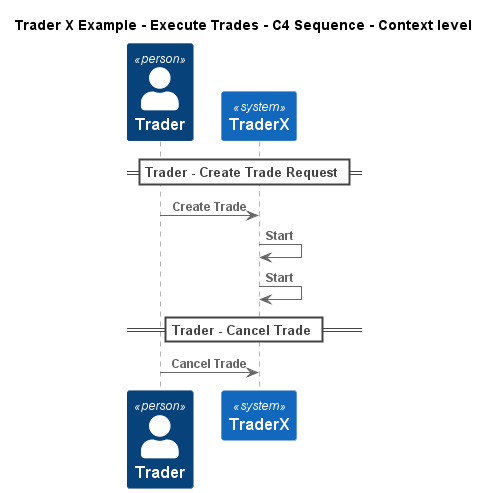 Trader X Example - Execute Trades - C4 Sequence - Context level
«person»
Trader
«system»
TraderX
Trader - Create Trade Request
Create Trade
Start
Start
Trader - Cancel Trade
Cancel Trade
«person»
Trader
«system»
TraderX